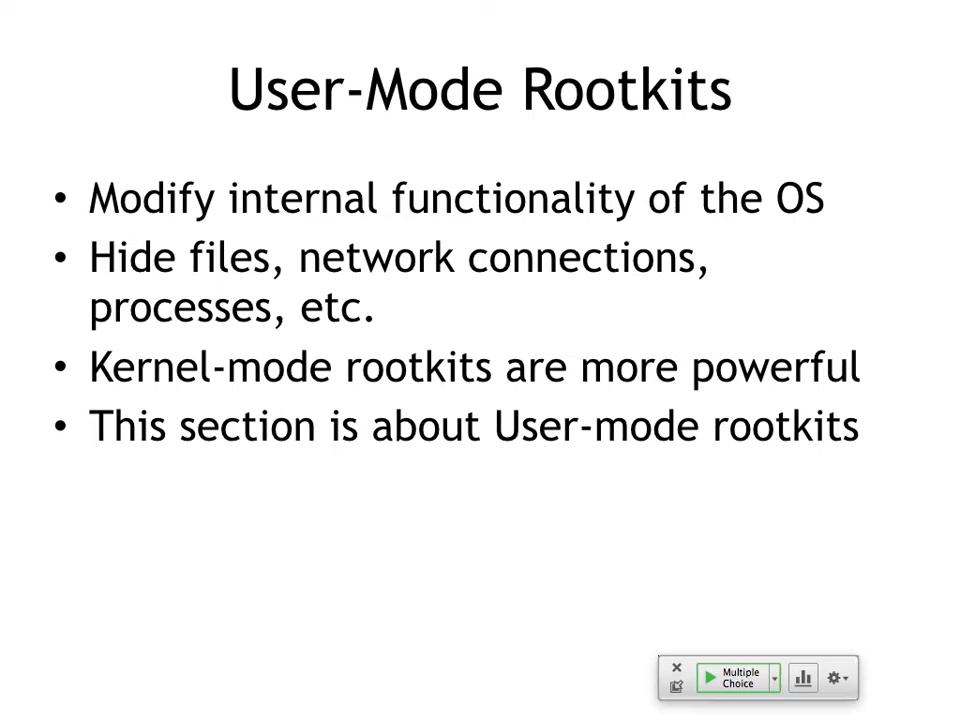 User-Mode Rootkits
• Modify internal functionality of the OS
• Hide files, network connections,
processes, etc.
• Kernel-mode rootkits are more powerful
• This section is about User-mode rootkits
Multiple
Choice